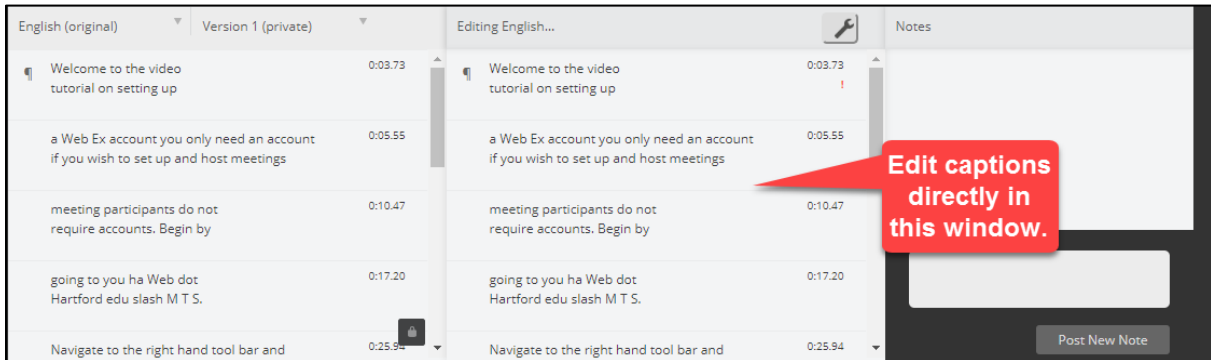 English (original) Version 1 (private)
¶ Welcome to the video 0:03.73
tutorial on setting up
a Web Ex account you only need an account 0:05.55
if you wish to set up and host meetings
meeting participants do not 0:10.47
require accounts. Begin by
going to you ha Web dot 0:17.20
Hartford edu slash M T S.
Navigate to the right hand tool bar and 0:25.94
Editing English...
¶ Welcome to the video 0:03.73
tutorial on setting up !
a Web Ex account you only need an account 0:05.55
if you wish to set up and host meetings
meeting participants do not 0:10.47
require accounts. Begin by
going to you ha Web dot 0:17.20
Hartford edu slash M T S.
Navigate to the right hand tool bar and 0:25.94
Notes
Edit captions
directly in
this window.
Post New Note